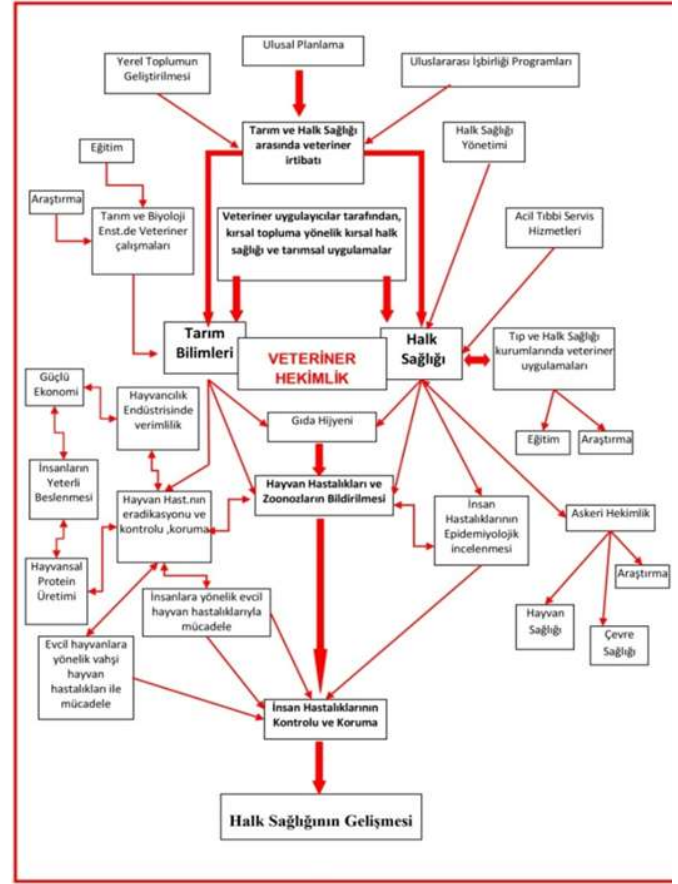 Ulusal Planlama
Yerel Toplumun
Geliştirilmesi
Uluslararası İşbirliği Programları
Tarım ve Halk Sağlığı
arasında veteriner
irtibatı
Halk Sağlığı
Yönetimi
Eğitim
Araştırma
Tarım ve Biyoloji
Enst.de Veteriner
çalışmaları
Veteriner uygulayıcılar tarafından,
kırsal topluma yönelik kırsal halk
sağlığı ve tarımsal uygulamalar
Acil Tıbbi Servis
Hizmetleri
Tarım
Bilimleri
VETERİNER
HEKİMLİK
Halk
Sağlığı
Tıp ve Halk Sağlığı
kurumlarında veteriner
uygulamaları
Güçlü
Ekonomi
Hayvancılık
Endüstrisinde
verimlilik
Gıda Hijyeni
Eğitim
Araştırma
İnsanların
Yeterli
Beslenmesi
Hayvan Hast.nın
eradikasyonu ve
kontrolu ,koruma
Hayvan Hastalıkları ve
Zoonozların Bildirilmesi
İnsan
Hastalıklarının
Epidemiyolojik
incelenmesi
Askeri Hekimlik
Hayvansal
Protein
Üretimi
İnsanlara yönelik evcil
hayvan hastalıklarıyla
mücadele
Araştırma
Hayvan
Sağlığı
Çevre
Sağlığı
Evcil hayvanlara
yönelik vahşi
hayvan
hastalıkları ile
mücadele
İnsan Hastalıklarının
Kontrolu ve Koruma
Halk Sağlığının Gelişmesi